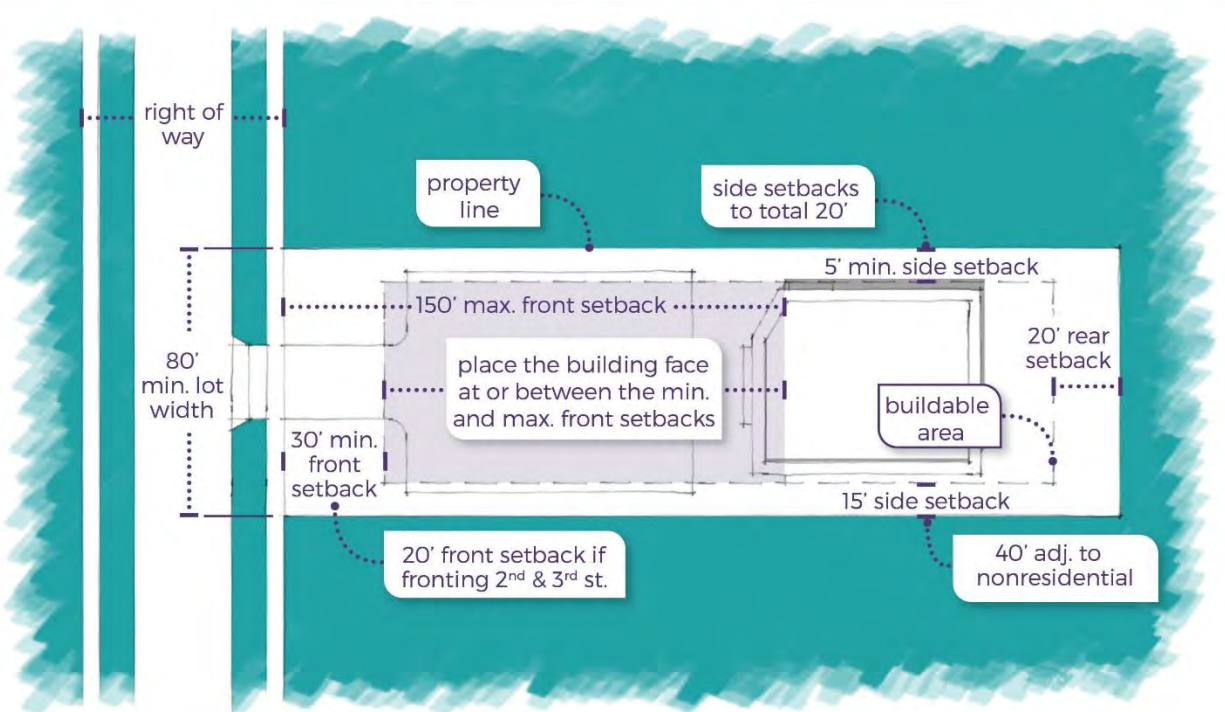 right of
way
property
line
side setbacks
to total 20’
5’ min. side setback
150’ max. front setback
80’
min. lot
width
place the building face
at or between the min.
and max. front setbacks
20’ rear
setback
buildable
area
30’ min.
front
setback
15’ side setback
20’ front setback if
fronting 2nd & 3rd st.
40’ adj. to
nonresidential